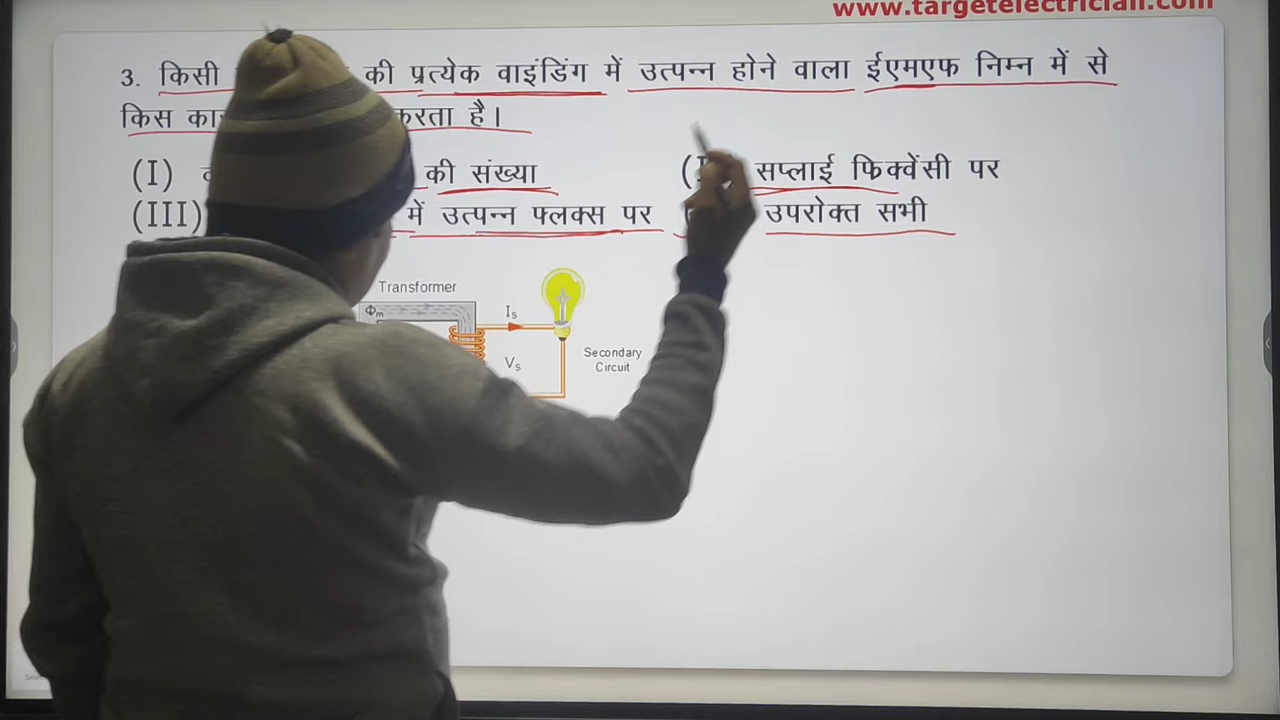 www.targetelectrician.com
3. किसी की प्रत्येक वाइंडिंग में उत्पन्न होने वाला ईएमएफ निम्न में से
किस करता है।
(I) की संख्या सप्लाई फिक्वेंसी पर
(III) में उत्पन्न फ्लक्स पर उपरोक्त सभी
Transformer
Φm
Is
Vs
Secondary
Circuit